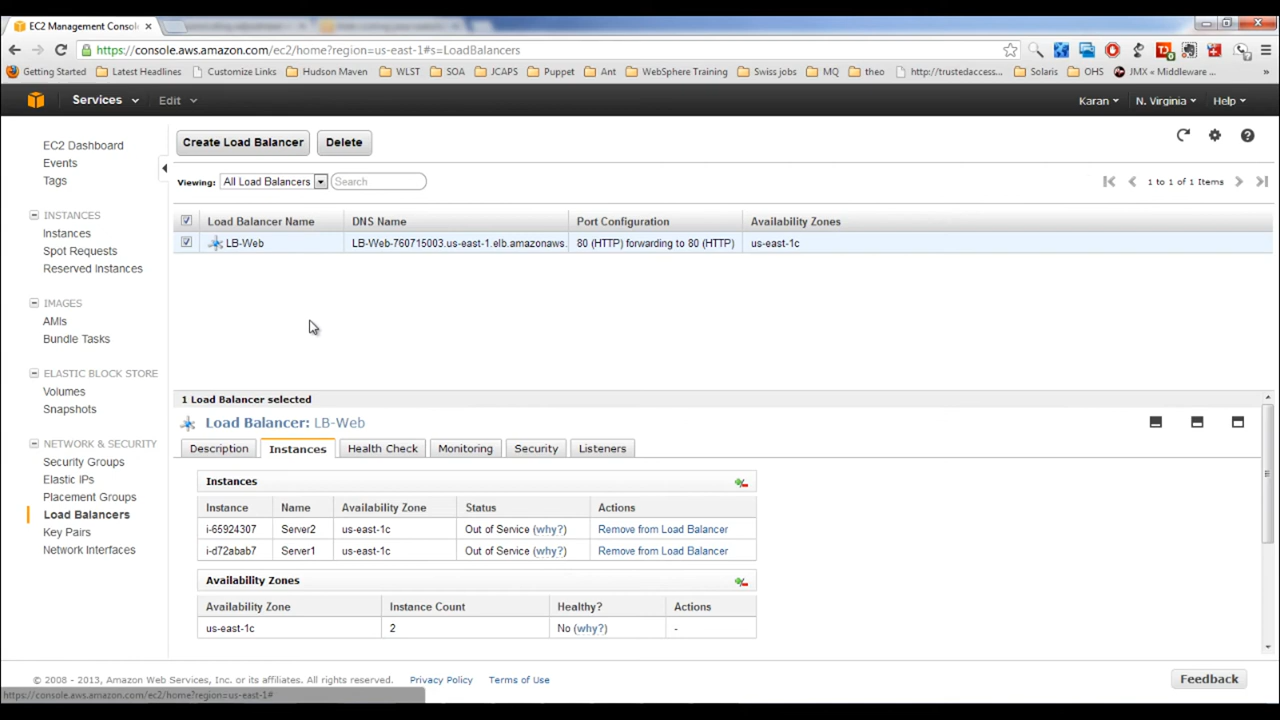 EC2 Management Consol
https://console.aws.amazon.com/ec2/home?region=us-east-1#s=LoadBalancers
Getting Started Latest Headlines Customize Links Hudson Maven WLST SOA JCAPS Puppet Ant WebSphere Training Swiss jobs MQ theo http://trustedaccess... Solaris OHS JMX « Middleware ...
Services Edit Karan N. Virginia Help
EC2 Dashboard
Events
Tags
INSTANCES
Instances
Spot Requests
Reserved Instances
IMAGES
AMIs
Bundle Tasks
ELASTIC BLOCK STORE
Volumes
Snapshots
NETWORK & SECURITY
Security Groups
Elastic IPs
Placement Groups
Load Balancers
Key Pairs
Network Interfaces
Create Load Balancer Delete
Viewing: All Load Balancers Search 1 to 1 of 1 Items
Load Balancer Name DNS Name Port Configuration Availability Zones
LB-Web LB-Web-760715003.us-east-1.elb.amazonaws. 80 (HTTP) forwarding to 80 (HTTP) us-east-1c
1 Load Balancer selected
Load Balancer: LB-Web
Description Instances Health Check Monitoring Security Listeners
Instances
Instance Name Availability Zone Status Actions
i-65924307 Server2 us-east-1c Out of Service (why?) Remove from Load Balancer
i-d72abab7 Server1 us-east-1c Out of Service (why?) Remove from Load Balancer
Availability Zones
Availability Zone Instance Count Healthy? Actions
us-east-1c 2 No (why?) -
© 2008 - 2013, Amazon Web Services, Inc. or its affiliates. All rights reserved. Privacy Policy Terms of Use Feedback
https://console.aws.amazon.com/ec2/home?region=us-east-1#